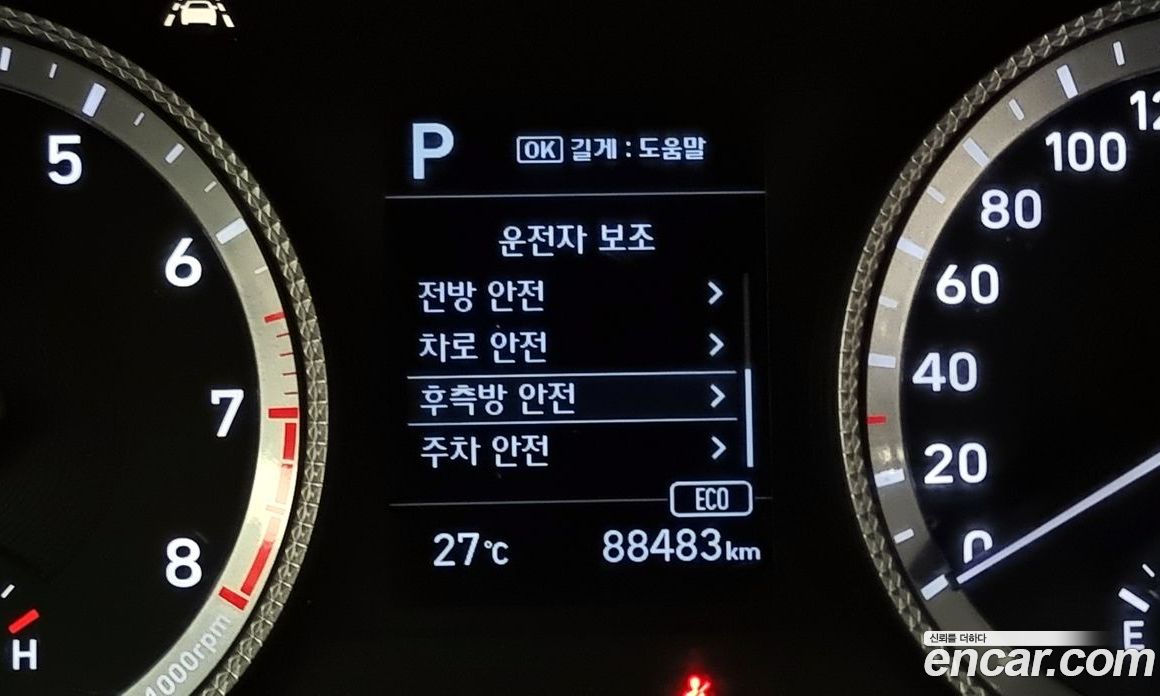 P
OK 길게 : 도움말
운전자 보조
전방 안전
차로 안전
후측방 안전
주차 안전
ECO
27℃ 88483km
5
6
7
8
1000rpm
H
12
100
80
60
40
20
0
E
신뢰를 더하다
encar.com